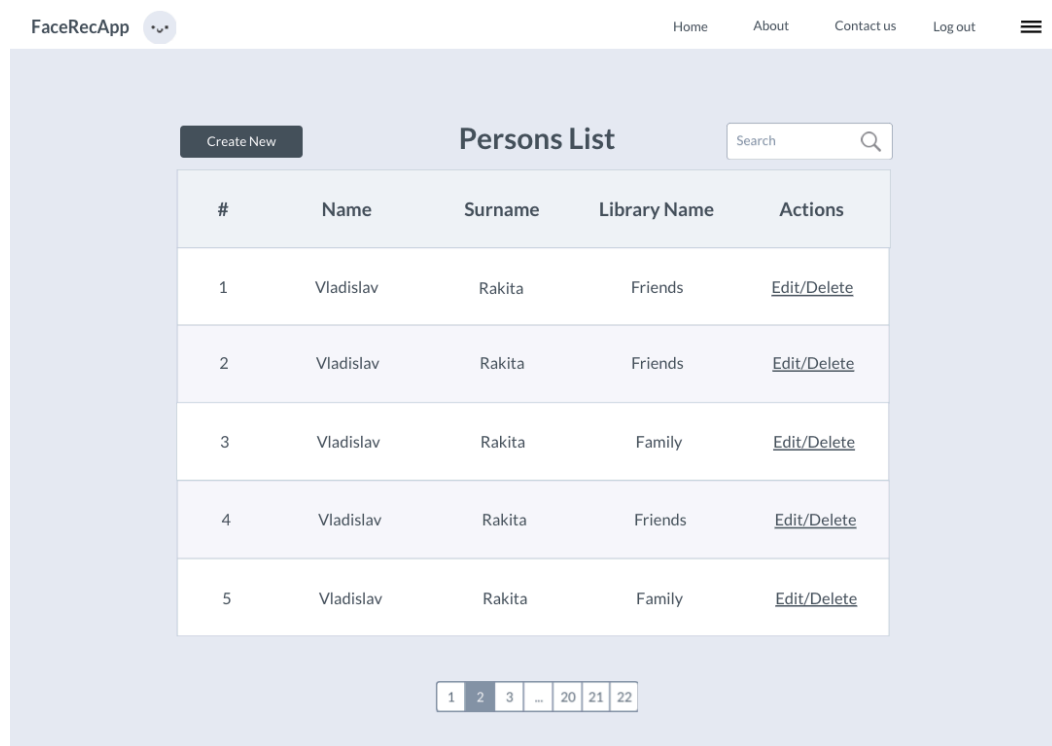 FaceRecApp Home About Contact us Log out
Create New Persons List Search
# Name Surname Library Name Actions
1 Vladislav Rakita Friends Edit/Delete
2 Vladislav Rakita Friends Edit/Delete
3 Vladislav Rakita Family Edit/Delete
4 Vladislav Rakita Friends Edit/Delete
5 Vladislav Rakita Family Edit/Delete
1 2 3 ... 20 21 22